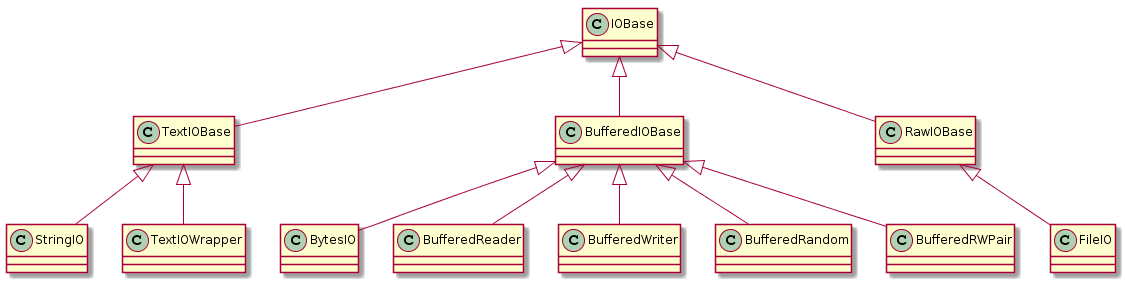 C IOBase
C TextIOBase
C BufferedIOBase
C RawIOBase
C StringIO
C TextIOWrapper
C BytesIO
C BufferedReader
C BufferedWriter
C BufferedRandom
C BufferedRWPair
C FileIO